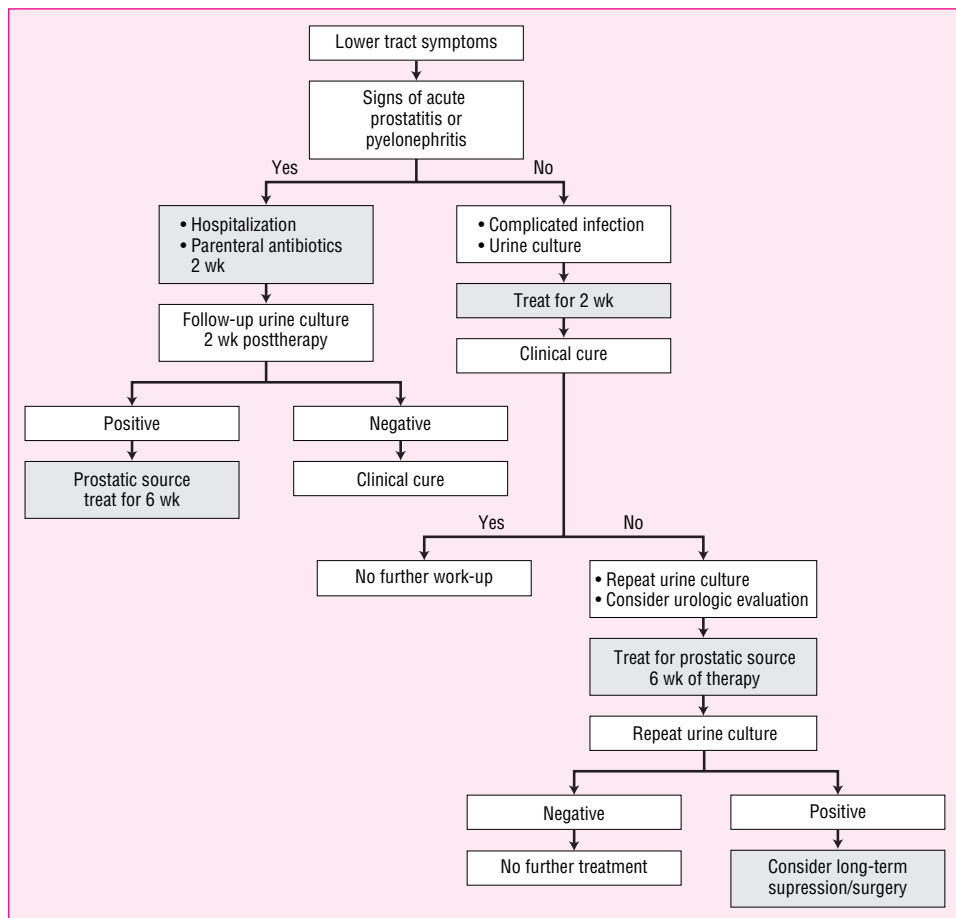 Lower tract symptoms
Signs of acute
prostatitis or
pyelonephritis
Yes
No
• Hospitalization
• Parenteral antibiotics
2 wk
• Complicated infection
• Urine culture
Treat for 2 wk
Follow-up urine culture
2 wk posttherapy
Clinical cure
Positive
Negative
Prostatic source
treat for 6 wk
Clinical cure
Yes
No
No further work-up
• Repeat urine culture
• Consider urologic evaluation
Treat for prostatic source
6 wk of therapy
Repeat urine culture
Negative
Positive
No further treatment
Consider long-term
supression/surgery